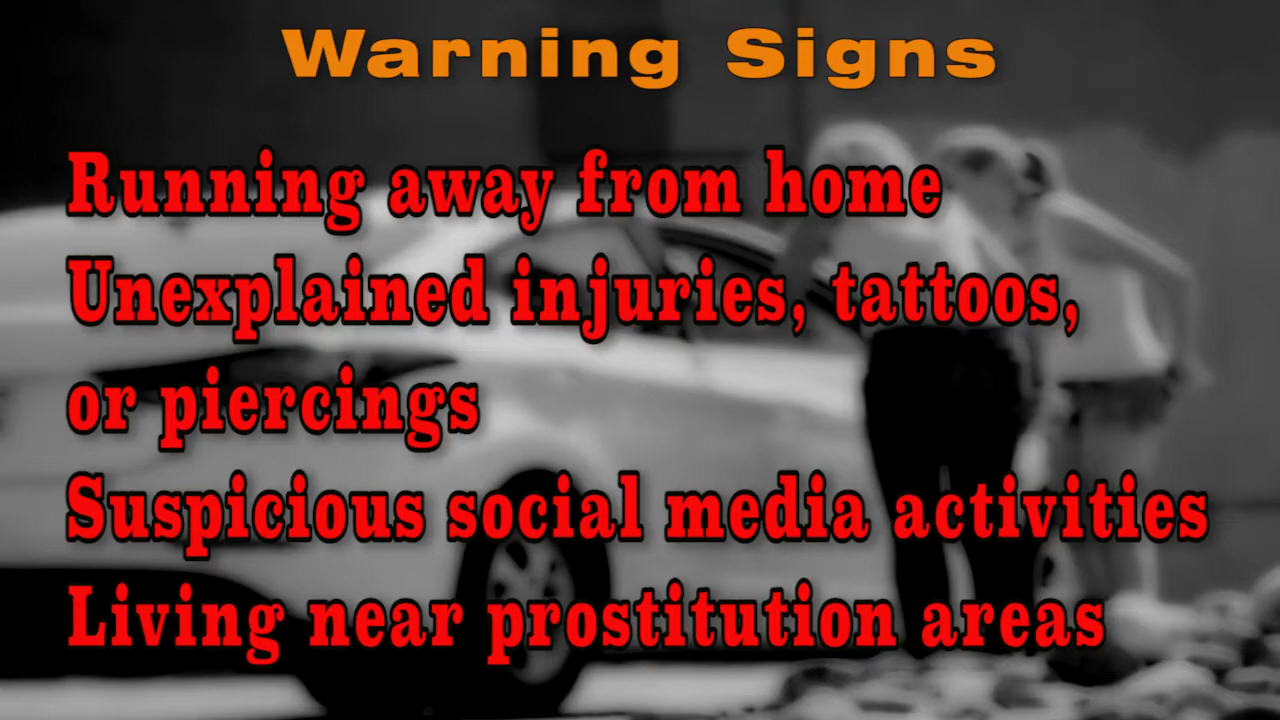 Warning Signs
Running away from home
Unexplained injuries, tattoos,
or piercings
Suspicious social media activities
Living near prostitution areas